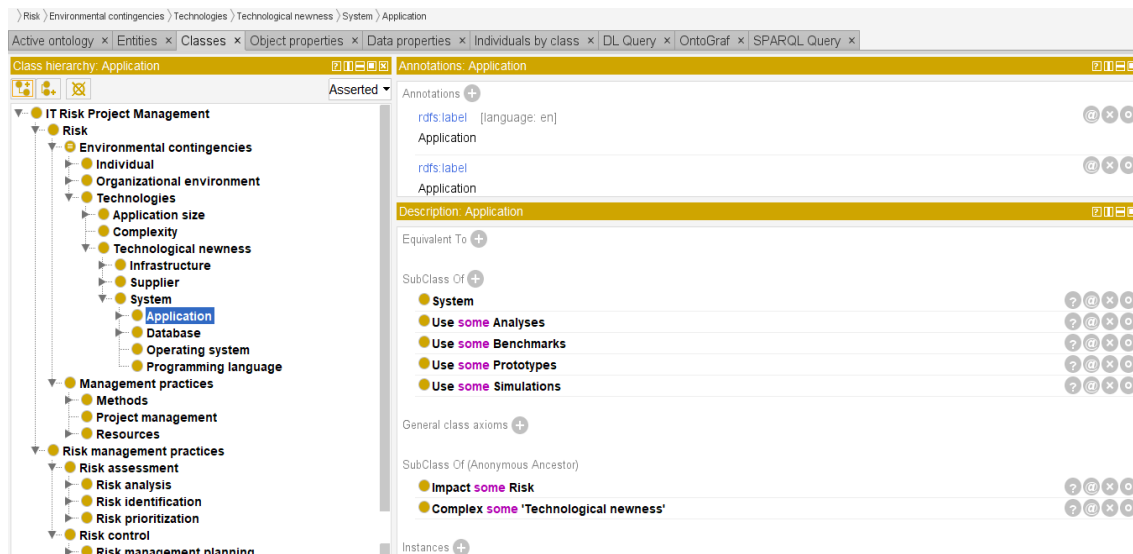 Risk Environmental contingencies Technologies Technological newness System Application
Active ontology × Entities × Classes × Object properties × Data properties × Individuals by class × DL Query × OntoGraf × SPARQL Query ×
Class hierarchy: Application
Asserted
IT Risk Project Management
Risk
Environmental contingencies
Individual
Organizational environment
Technologies
Application size
Complexity
Technological newness
Infrastructure
Supplier
System
Application
Database
Operating system
Programming language
Management practices
Methods
Project management
Resources
Risk management practices
Risk assessment
Risk analysis
Risk identification
Risk prioritization
Risk control
Risk management planning
Annotations: Application
Annotations
rdfs:label [language: en]
Application
rdfs:label
Application
Description: Application
Equivalent To
SubClass Of
System
Use some Analyses
Use some Benchmarks
Use some Prototypes
Use some Simulations
General class axioms
SubClass Of (Anonymous Ancestor)
Impact some Risk
Complex some 'Technological newness'
Instances